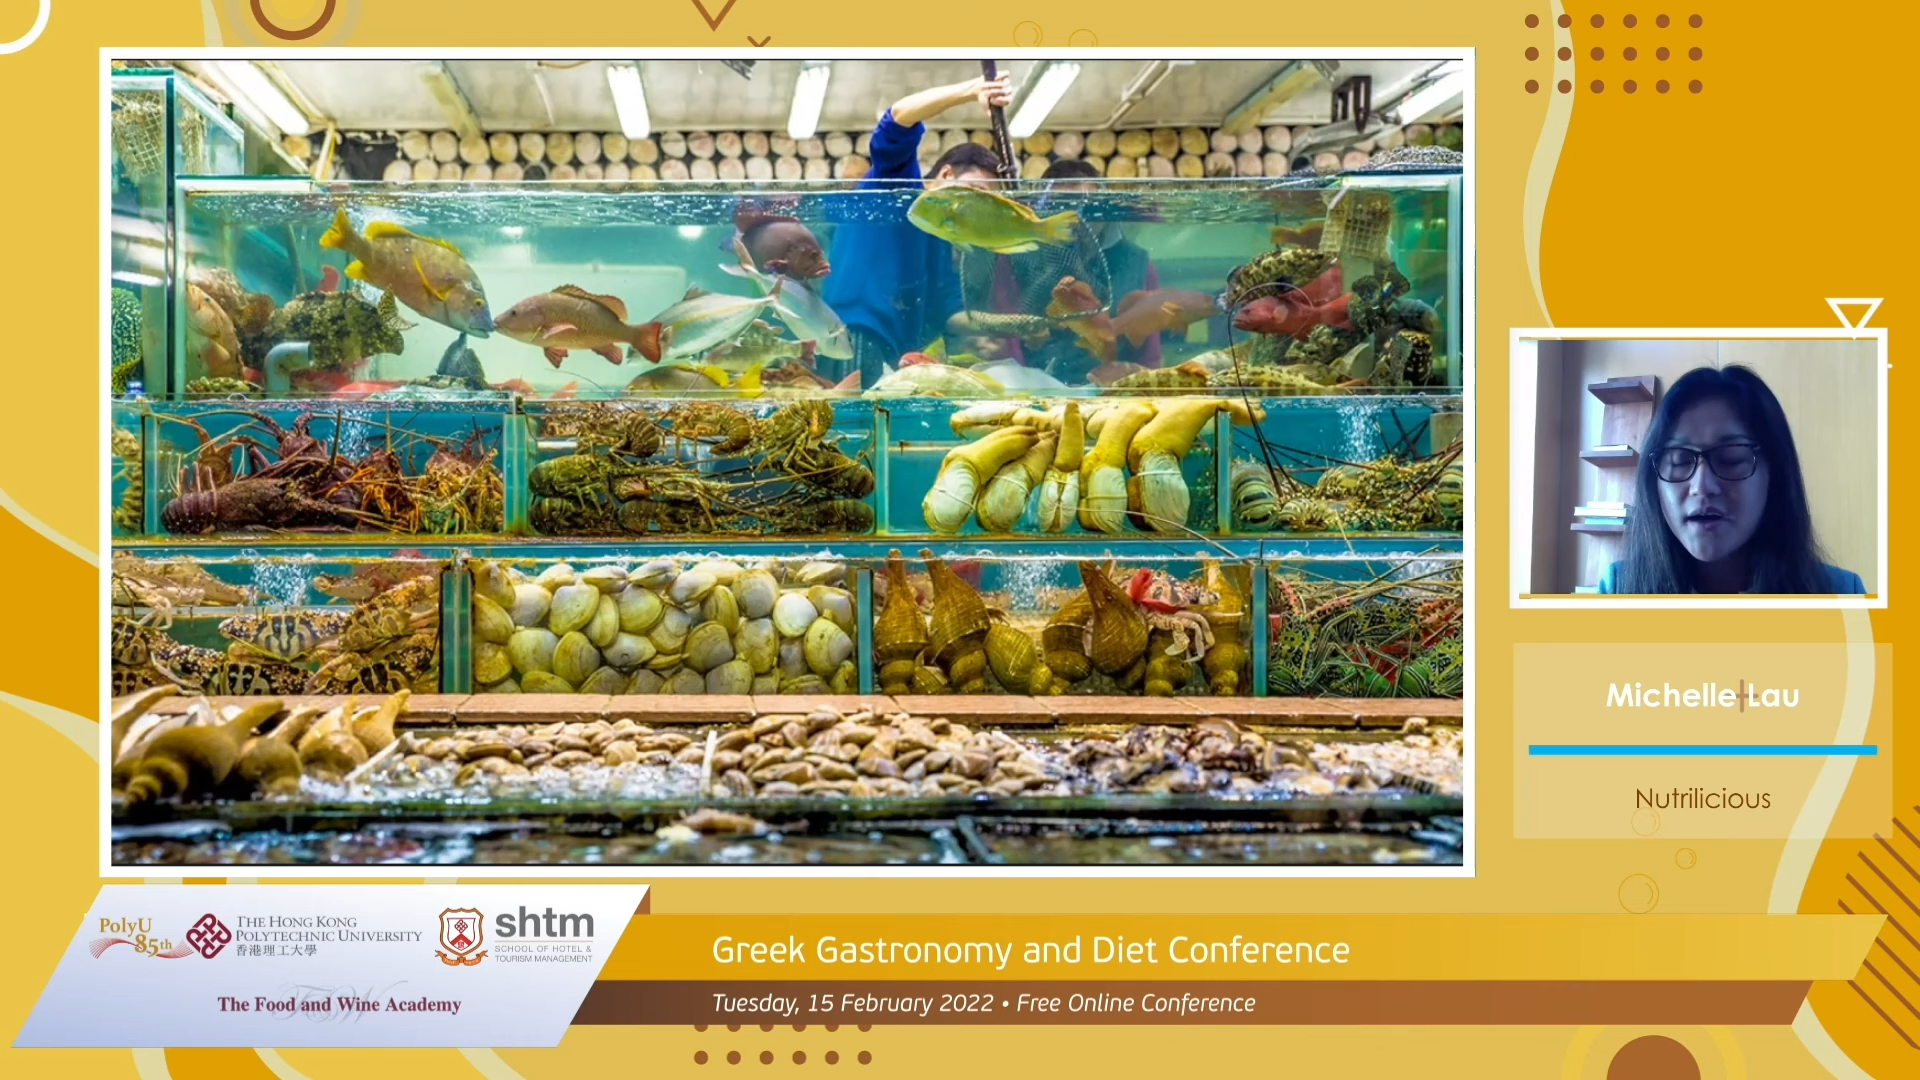 Michelle Lau
Nutrilicious
PolyU
85th
THE HONG KONG
POLYTECHNIC UNIVERSITY
香港理工大學
shtm
SCHOOL OF HOTEL &
TOURISM MANAGEMENT
The Food and Wine Academy
Greek Gastronomy and Diet Conference
Tuesday, 15 February 2022 • Free Online Conference